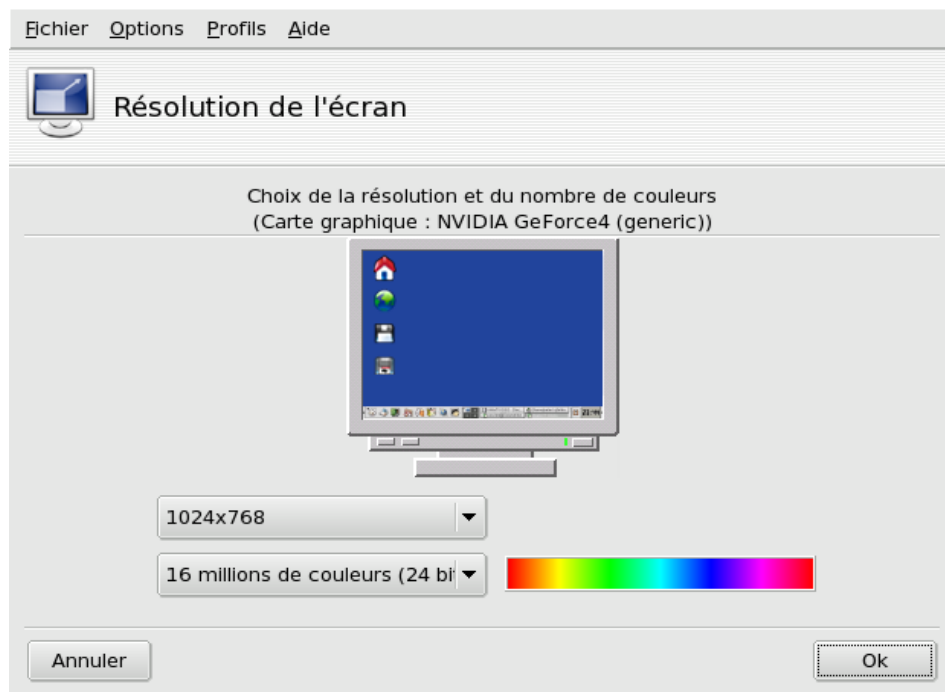 Fichier Options Profils Aide
Résolution de l'écran
Choix de la résolution et du nombre de couleurs
(Carte graphique : NVIDIA GeForce4 (generic))
1024x768
16 millions de couleurs (24 bi
Annuler
Ok